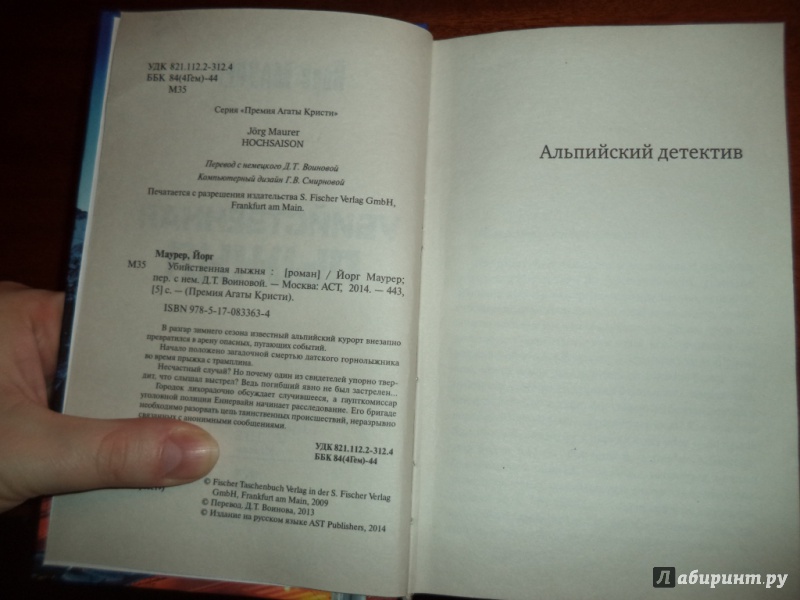 УДК 821.112.2-312.4
ББК 84(4Гем)-44
М35
Серия «Премия Агаты Кристи»
Jörg Maurer
HOCHSAISON
Перевод с немецкого Д.Т. Воиновой
Компьютерный дизайн Г.В. Смирновой
Печатается с разрешения издательства S. Fischer Verlag GmbH,
Frankfurt am Main.
Маурер, Йорг
М35 Убийственная лыжня : [роман] / Йорг Маурер;
пер. с нем. Д.Т. Воиновой. — Москва: АСТ, 2014. — 443,
[5] с. — (Премия Агаты Кристи).
ISBN 978-5-17-083363-4
В разгар зимнего сезона известный альпийский курорт внезапно
превратился в арену опасных, пугающих событий.
Начало положено загадочной смертью датского горнолыжника
во время прыжка с трамплина.
Несчастный случай? Но почему один из свидетелей упорно твер-
дит, что слышал выстрел? Ведь погибший явно не был застрелен...
Городок лихорадочно обсуждает случившееся, а гаупткомиссар
уголовной полиции Еннервайн начинает расследование. Его бригаде
необходимо разорвать цепь таинственных происшествий, неразрывно
связанных с анонимными сообщениями.
УДК 821.112.2-312.4
ББК 84(4Гем)-44
© Fischer Taschenbuch Verlag in der S. Fischer Verlag
GmbH, Frankfurt am Main, 2009
© Перевод. Д.Т. Воинова, 2013
© Издание на русском языке AST Publishers, 2014
Альпийский детектив
Лабиринт.ру